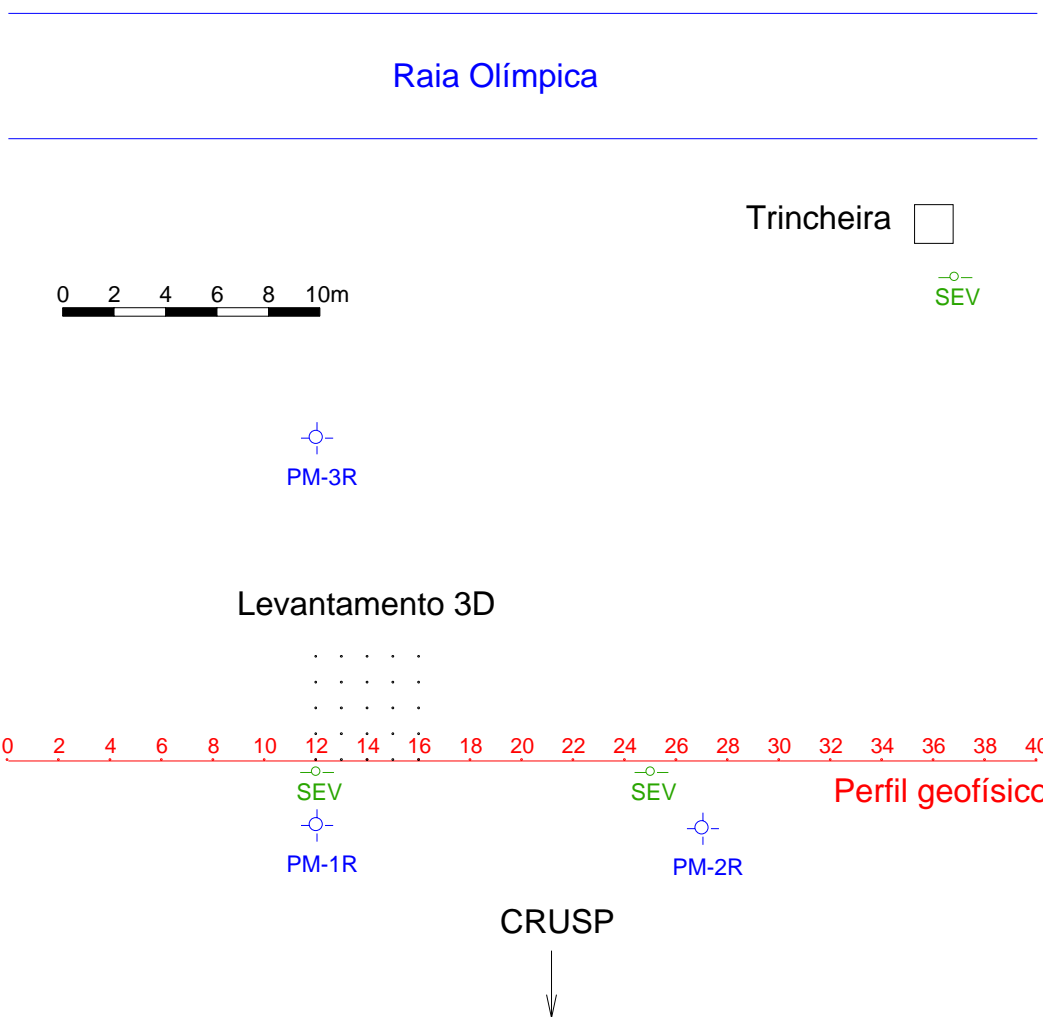 Raia Olímpica
Trincheira
SEV
0 2 4 6 8 10m
PM-3R
Levantamento 3D
0 2 4 6 8 10 12 14 16 18 20 22 24 26 28 30 32 34 36 38 40
SEV
SEV
Perfil geofísico
PM-1R
PM-2R
CRUSP